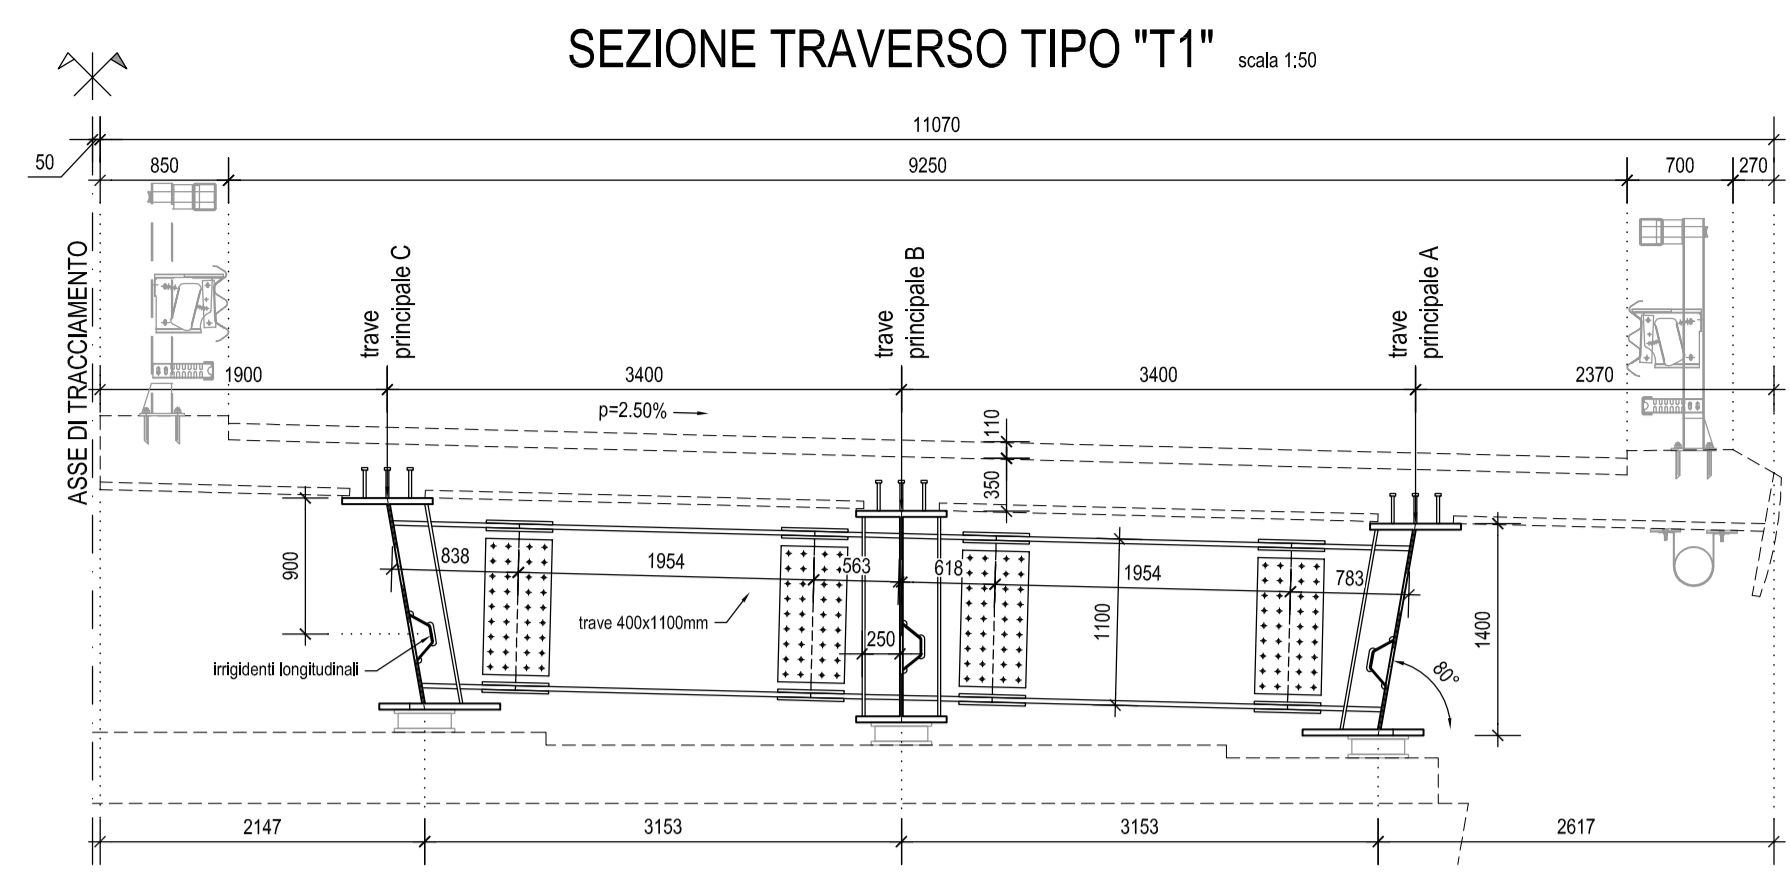 SEZIONE TRAVERSO TIPO "T1" scala 1:50
11070
50
850
9250
700
270
ASSE DI TRACCIAMENTO
trave
principale C
trave
principale B
trave
principale A
1900
3400
3400
2370
p=2.50%
110
350
900
838
1954
563
618
1954
783
trave 400x1100mm
1100
1400
250
irrigidenti longitudinali
80°
2147
3153
3153
2617